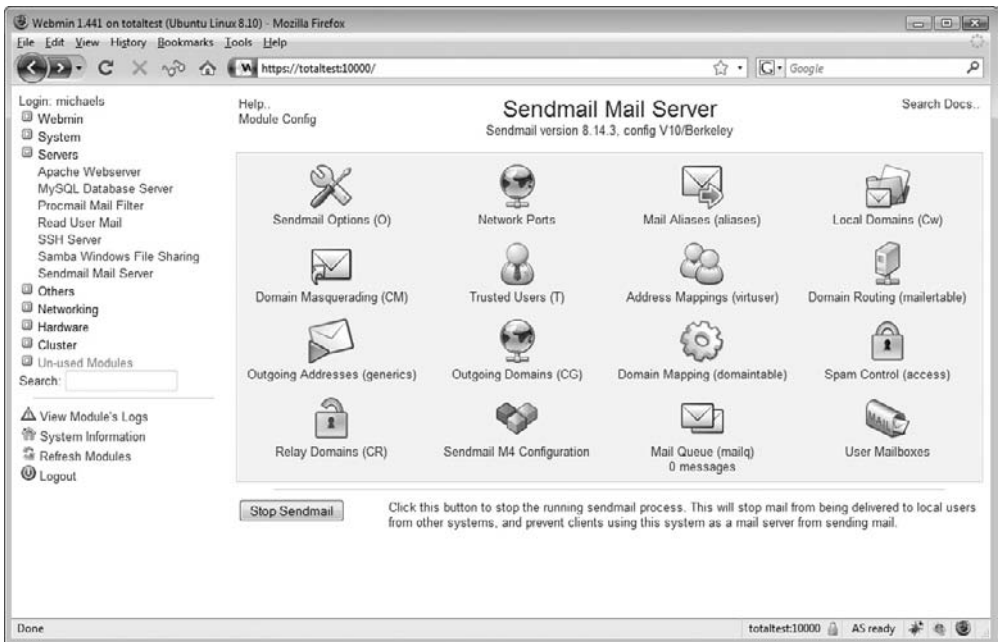 Webmin 1.441 on totaltest (Ubuntu Linux 8.10) - Mozilla Firefox
File Edit View History Bookmarks Tools Help
https://totaltest:10000/
Google
Login: michaels
Webmin
System
Servers
Apache Webserver
MySQL Database Server
Procmail Mail Filter
Read User Mail
SSH Server
Samba Windows File Sharing
Sendmail Mail Server
Others
Networking
Hardware
Cluster
Un-used Modules
Search:
View Module's Logs
System Information
Refresh Modules
Logout
Help..
Module Config
Sendmail Mail Server
Sendmail version 8.14.3, config V10/Berkeley
Search Docs..
Sendmail Options (O)
Network Ports
Mail Aliases (aliases)
Local Domains (Cw)
Domain Masquerading (CM)
Trusted Users (T)
Address Mappings (virtuser)
Domain Routing (mailertable)
Outgoing Addresses (generics)
Outgoing Domains (CG)
Domain Mapping (domaintable)
Spam Control (access)
Relay Domains (CR)
Sendmail M4 Configuration
Mail Queue (mailq)
0 messages
MAIL
User Mailboxes
Stop Sendmail
Click this button to stop the running sendmail process. This will stop mail from being delivered to local users
from other systems, and prevent clients using this system as a mail server from sending mail.
Done
totaltest:10000
AS ready